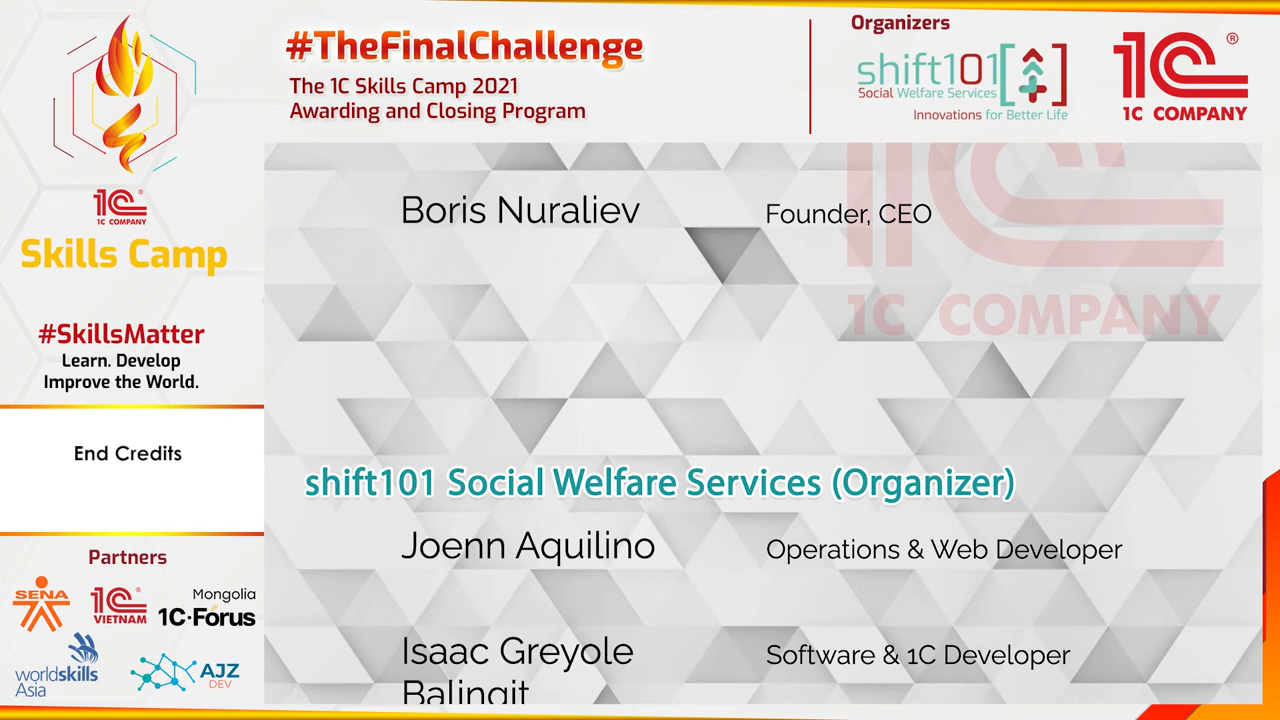 #TheFinalChallenge
The 1C Skills Camp 2021
Awarding and Closing Program
Organizers
shift101
Social Welfare Services
Innovations for Better Life
1C ®
1C COMPANY
1C ®
1C COMPANY
Skills Camp
#SkillsMatter
Learn. Develop
Improve the World.
End Credits
Partners
SENA
1C ®
VIETNAM
Mongolia
1C·Fórus
worldskills
Asia
AJZ
DEV
1C
1C COMPANY
Boris Nuraliev Founder, CEO
shift101 Social Welfare Services (Organizer)
Joenn Aquilino Operations & Web Developer
Isaac Greyole Software & 1C Developer
Balingit